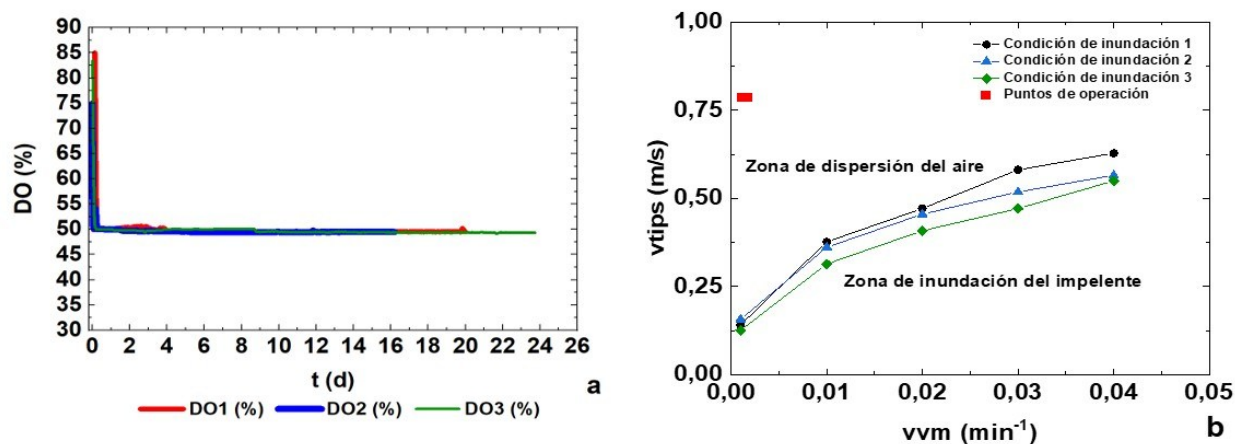 90
85
80
75
70
65
60
55
50
45
40
35
30
DO (%)
0 2 4 6 8 10 12 14 16 18 20 22 24 26
t (d)
a
DO1 (%) DO2 (%) DO3 (%)
1,00
0,75
0,50
0,25
0,00
vtips (m/s)
Condición de inundación 1
Condición de inundación 2
Condición de inundación 3
Puntos de operación
Zona de dispersión del aire
Zona de inundación del impelente
0,00 0,01 0,02 0,03 0,04 0,05
vvm (min⁻¹)
b